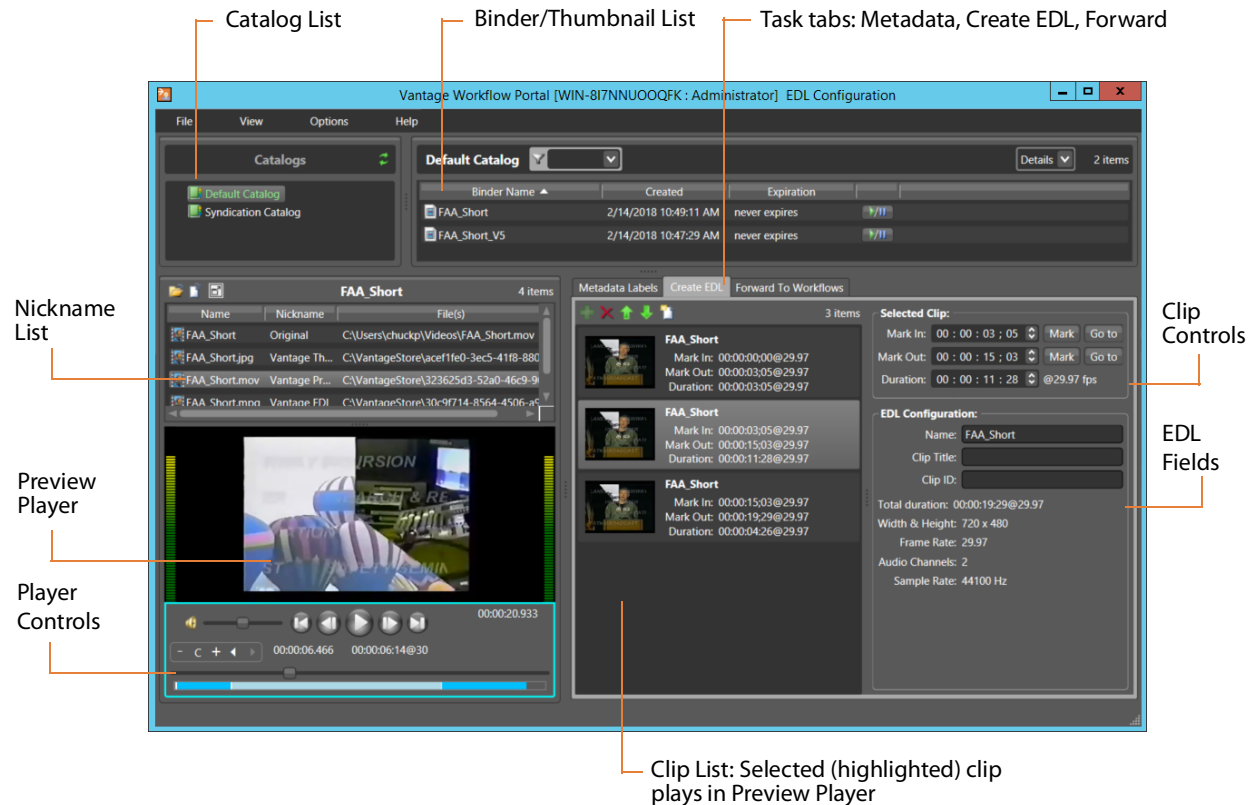 Catalog List
Binder/Thumbnail List
Task tabs: Metadata, Create EDL, Forward
Vantage Workflow Portal [WIN-8I7NNUOOQFK : Administrator] EDL Configuration
File View Options Help
Catalogs
Default Catalog
Syndication Catalog
Default Catalog
Details
2 items
Binder Name Created Expiration
FAA_Short 2/14/2018 10:49:11 AM never expires
FAA_Short_V5 2/14/2018 10:47:29 AM never expires
Nickname
List
FAA_Short
4 items
Name Nickname File(s)
FAA_Short Original C:\Users\chuckp\Videos\FAA_Short.mov
FAA_Short.jpg Vantage Th... C:\VantageStore\acef1fe0-3ec5-41f8-880
FAA_Short.mov Vantage Pr... C:\VantageStore\323625d3-52a0-46c9-9
FAA_Short.mpg Vantage EDL C:\VantageStore\30c9f714-8564-4506-a9
Preview
Player
Player
Controls
00:00:20.933
- C +
00:00:06.466 00:00:06:14@30
Metadata Labels Create EDL Forward To Workflows
3 items
FAA_Short
Mark In: 00:00:00;00@29.97
Mark Out: 00:00:03;05@29.97
Duration: 00:00:03:05@29.97
FAA_Short
Mark In: 00:00:03;05@29.97
Mark Out: 00:00:15;03@29.97
Duration: 00:00:11:28@29.97
FAA_Short
Mark In: 00:00:15;03@29.97
Mark Out: 00:00:19;29@29.97
Duration: 00:00:04:26@29.97
Selected Clip:
Mark In: 00 : 00 : 03 ; 05 Mark Go to
Mark Out: 00 : 00 : 15 ; 03 Mark Go to
Duration: 00 : 00 : 11 : 28 @29.97 fps
EDL Configuration:
Name: FAA_Short
Clip Title:
Clip ID:
Total duration: 00:00:19:29@29.97
Width & Height: 720 x 480
Frame Rate: 29.97
Audio Channels: 2
Sample Rate: 44100 Hz
Clip
Controls
EDL
Fields
Clip List: Selected (highlighted) clip
plays in Preview Player